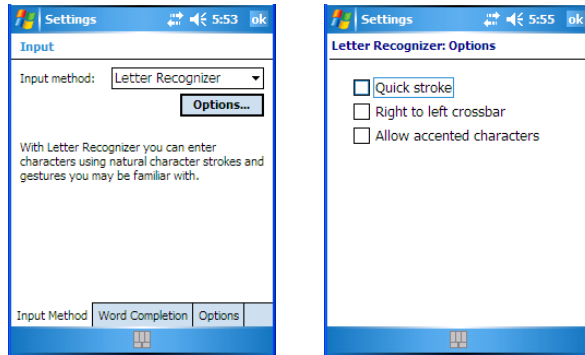 Settings 5:53 ok
Input
Input method: Letter Recognizer
Options...
With Letter Recognizer you can enter
characters using natural character strokes and
gestures you may be familiar with.
Input Method Word Completion Options
Settings 5:55 ok
Letter Recognizer: Options
Quick stroke
Right to left crossbar
Allow accented characters